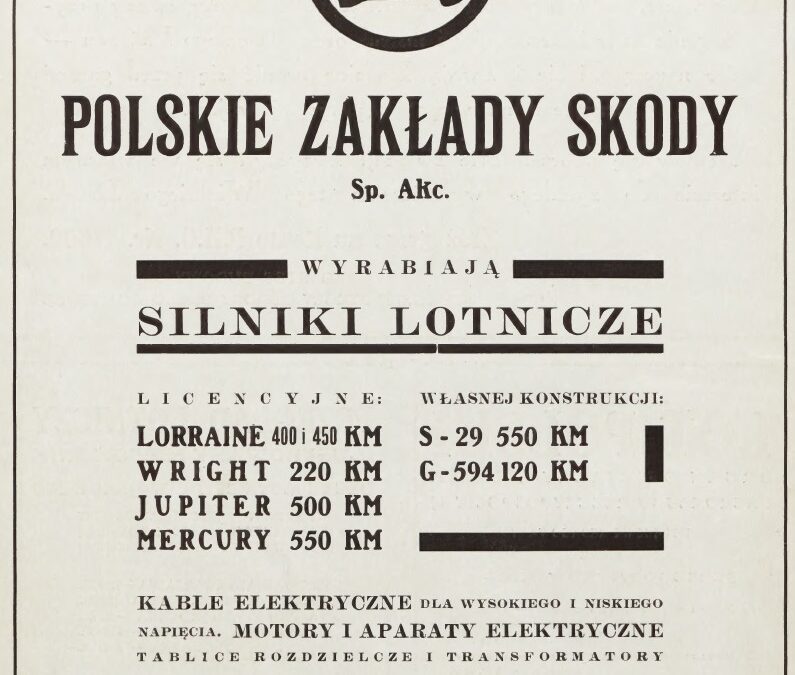 POLSKIE ZAKŁADY SKODY
Sp. Akc.
WYRABIAJĄ
SILNIKI LOTNICZE
LICENCYJNE:
LORRAINE 400 i 450 KM
WRIGHT 220 KM
JUPITER 500 KM
MERCURY 550 KM
WŁASNEJ KONSTRUKCJI:
S - 29 550 KM
G - 594 120 KM
KABLE ELEKTRYCZNE DLA WYSOKIEGO I NISKIEGO
NAPIĘCIA. MOTORY I APARATY ELEKTRYCZNE
TABLICE ROZDZIELCZE I TRANSFORMATORY